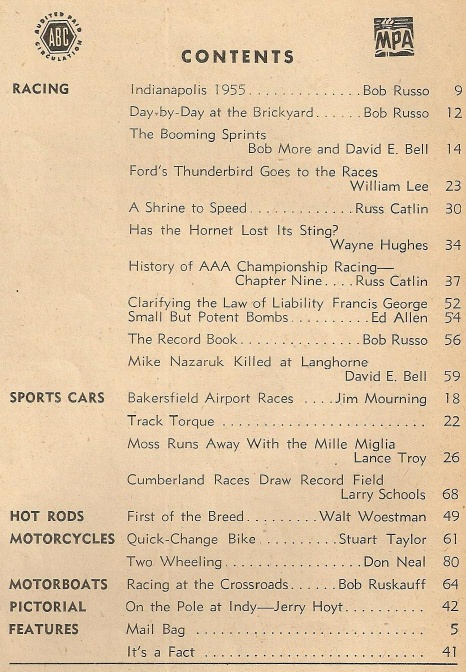 AUDITED PAID CIRCULATION
ABC
MPA
CONTENTS
RACING Indianapolis 1955.............Bob Russo 9
Day-by-Day at the Brickyard......Bob Russo 12
The Booming Sprints
Bob More and David E. Bell 14
Ford's Thunderbird Goes to the Races
William Lee 23
A Shrine to Speed............Russ Catlin 30
Has the Hornet Lost Its Sting?
Wayne Hughes 34
History of AAA Championship Racing—
Chapter Nine....Russ Catlin 37
Clarifying the Law of Liability Francis George 52
Small But Potent Bombs.........Ed Allen 54
The Record Book..............Bob Russo 56
Mike Nazaruk Killed at Langhorne
David E. Bell 59
SPORTS CARS Bakersfield Airport Races ....Jim Mourning 18
Track Torque .......................... 22
Moss Runs Away With the Mille Miglia
Lance Troy 26
Cumberland Races Draw Record Field
Larry Schools 68
HOT RODS First of the Breed........Walt Woestman 49
MOTORCYCLES Quick-Change Bike.........Stuart Taylor 61
Two Wheeling................Don Neal 80
MOTORBOATS Racing at the Crossroads.....Bob Ruskauff 64
PICTORIAL On the Pole at Indy—Jerry Hoyt......... 42
FEATURES Mail Bag ............................ 5
It's a Fact .......................... 41